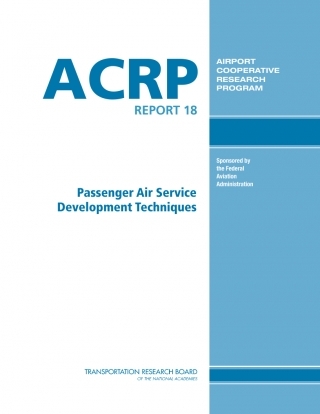 ACRP
REPORT 18
AIRPORT
COOPERATIVE
RESEARCH
PROGRAM
Sponsored by
the Federal
Aviation
Administration
Passenger Air Service
Development Techniques
TRANSPORTATION RESEARCH BOARD
OF THE NATIONAL ACADEMIES